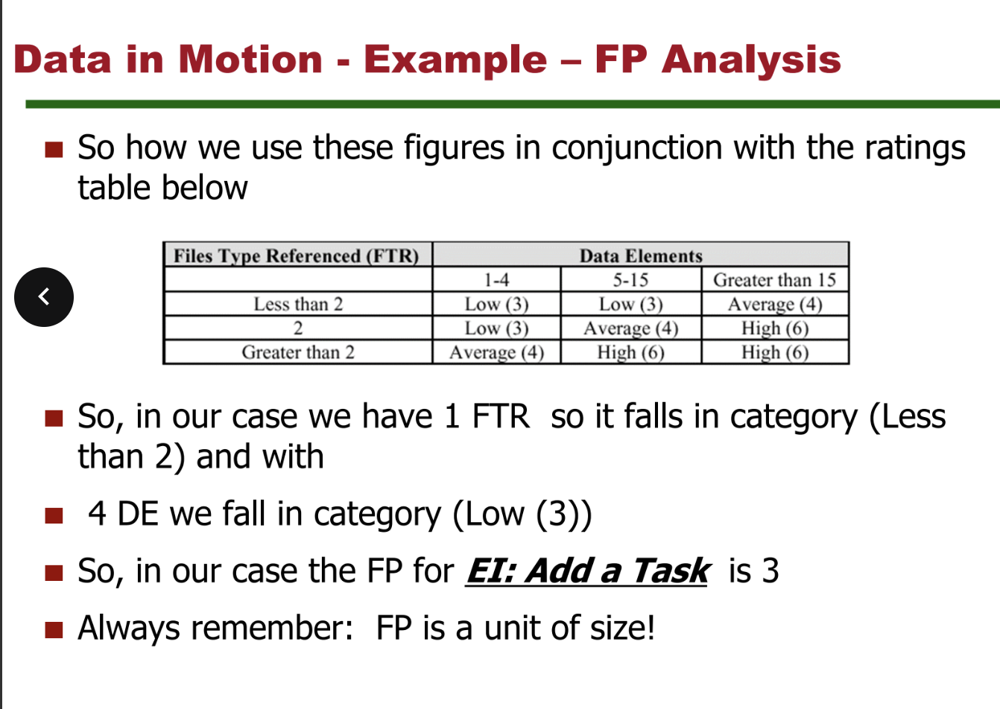 Data in Motion - Example – FP Analysis
So how we use these figures in conjunction with the ratings
table below
Files Type Referenced (FTR) Data Elements
1-4 5-15 Greater than 15
Less than 2 Low (3) Low (3) Average (4)
2 Low (3) Average (4) High (6)
Greater than 2 Average (4) High (6) High (6)
So, in our case we have 1 FTR so it falls in category (Less
than 2) and with
4 DE we fall in category (Low (3))
So, in our case the FP for EI: Add a Task is 3
Always remember: FP is a unit of size!